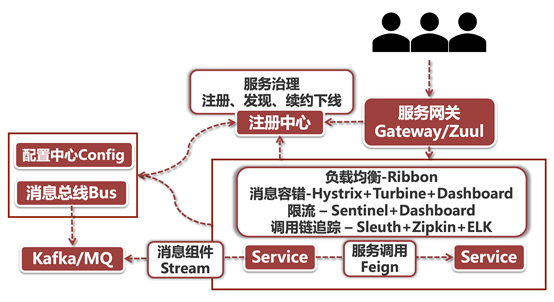 服务治理
注册、发现、续约下线
注册中心
服务网关
Gateway/Zuul
配置中心Config
消息总线Bus
负载均衡-Ribbon
消息容错-Hystrix+Turbine+Dashboard
限流 – Sentinel+Dashboard
调用链追踪 – Sleuth+Zipkin+ELK
Kafka/MQ
消息组件
Stream
Service
服务调用
Feign
Service